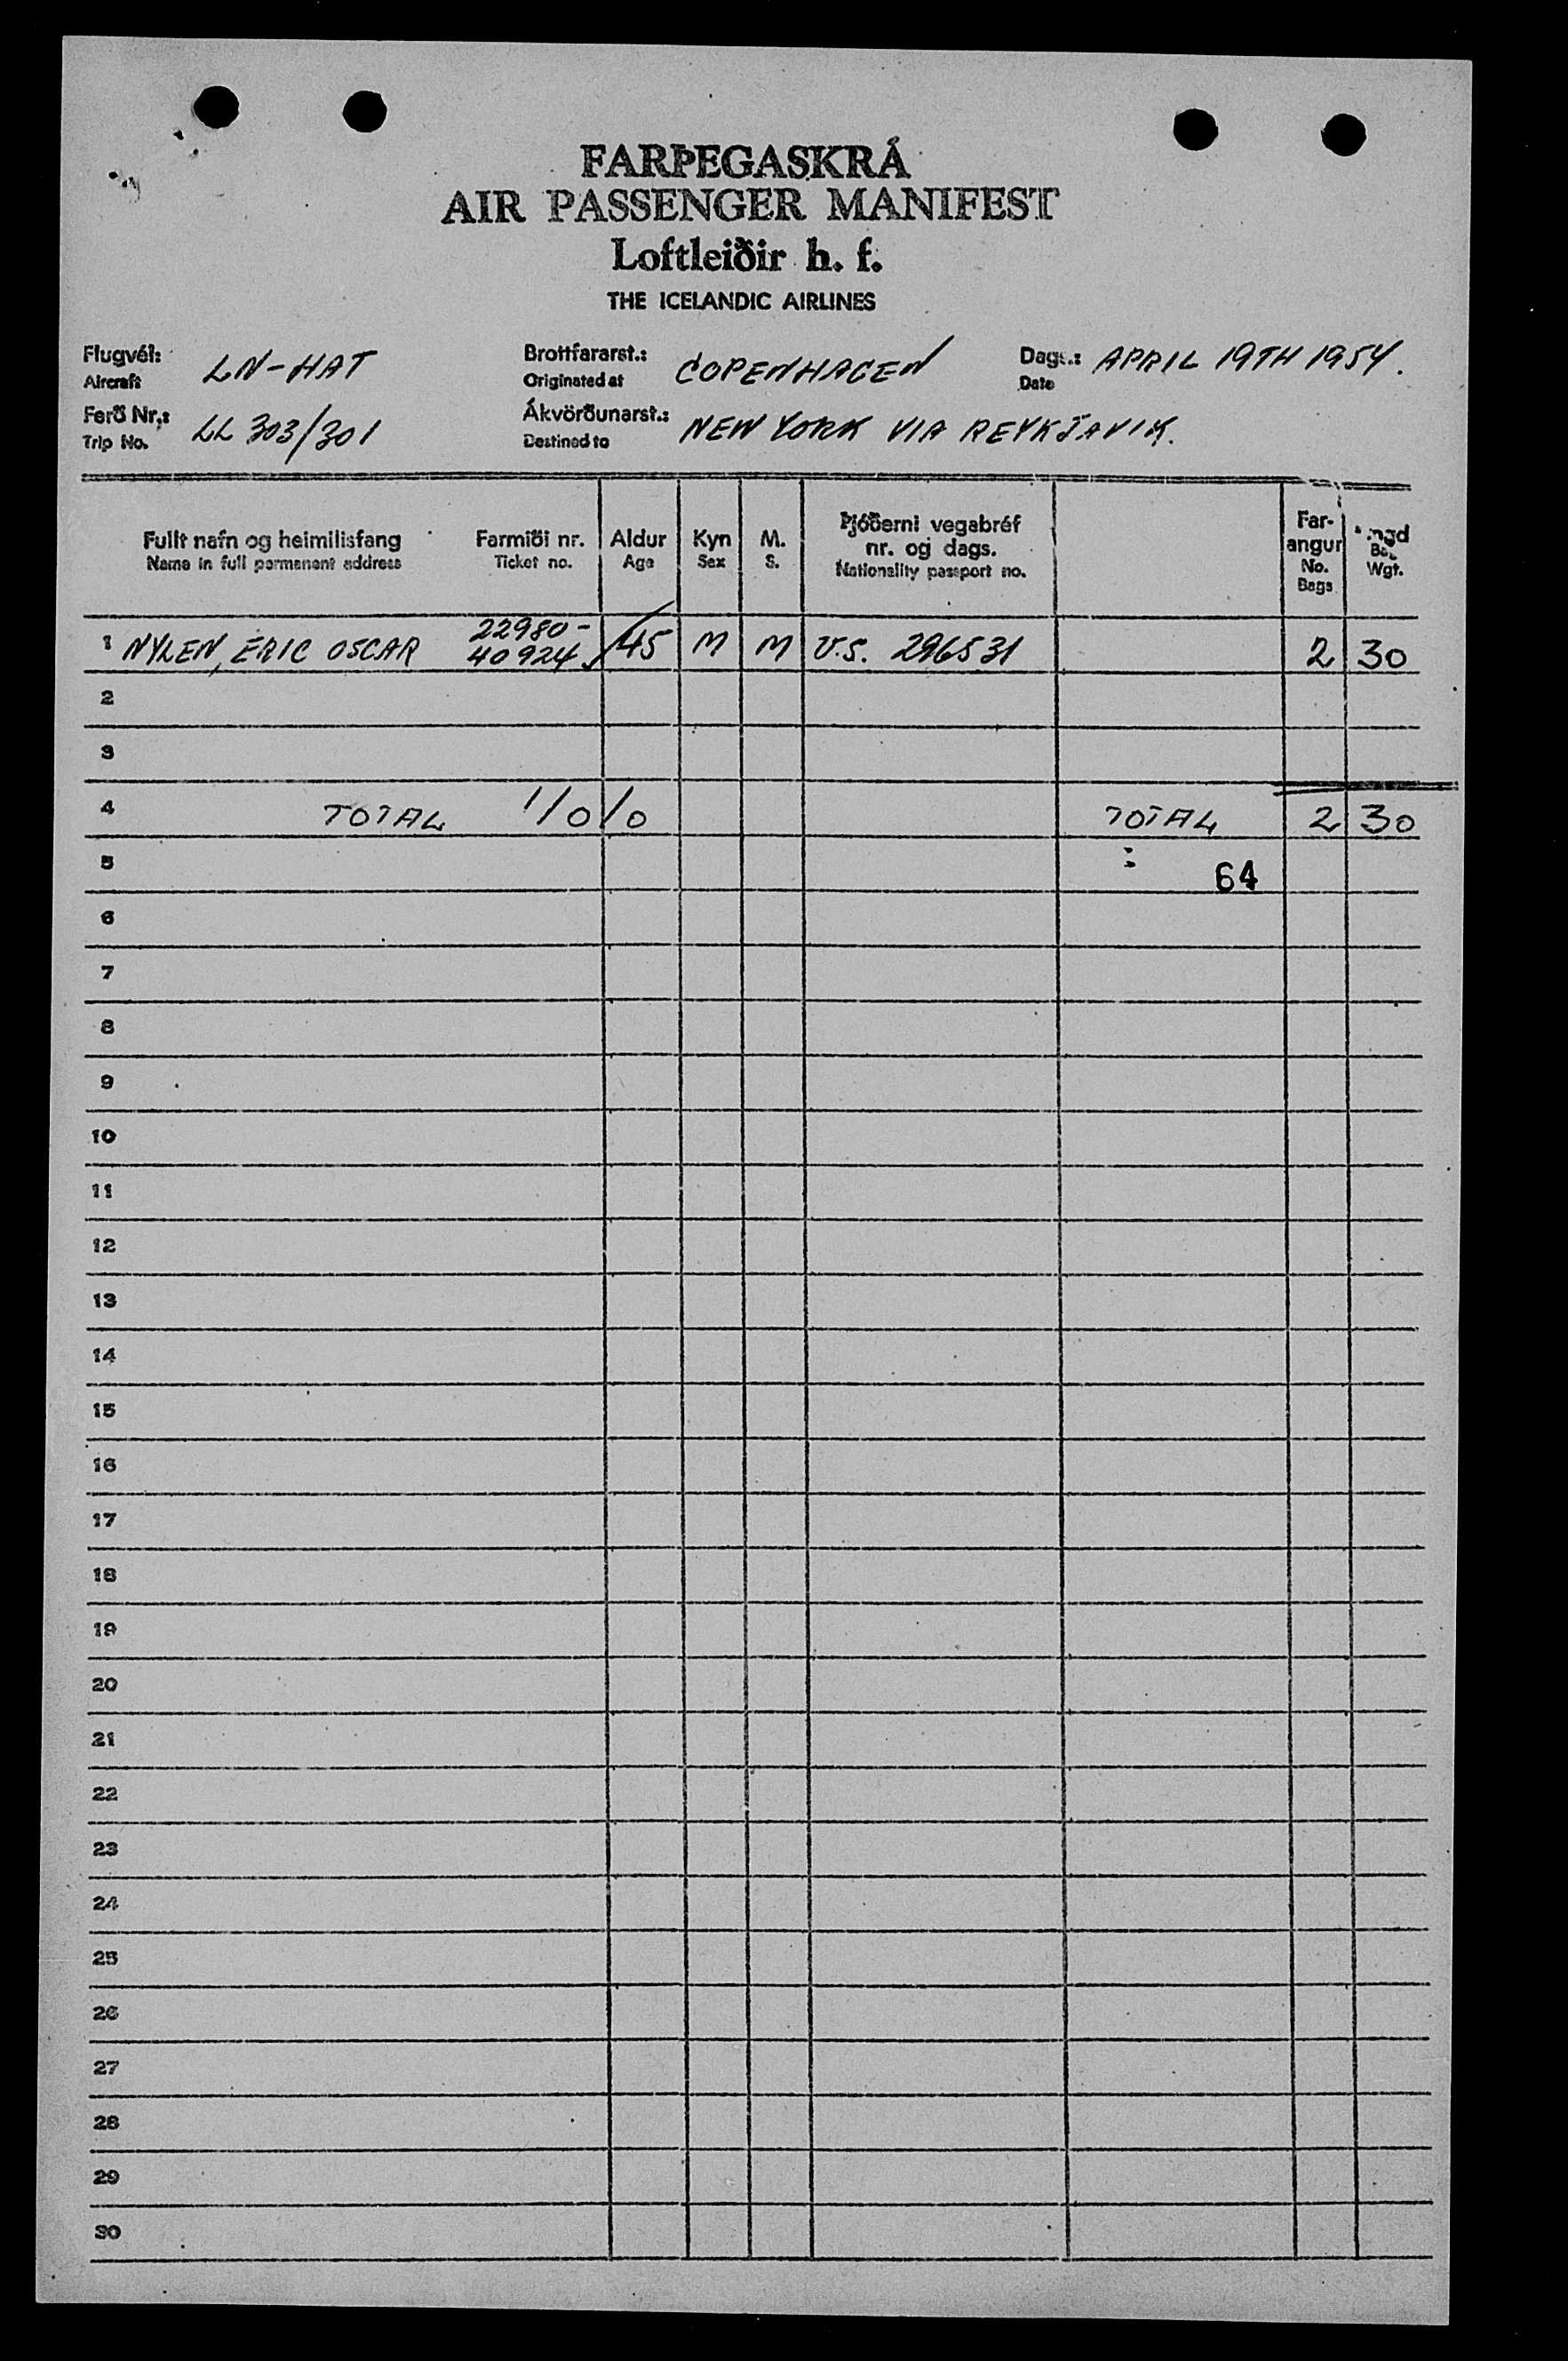 FARÞEGASKRÁ
AIR PASSENGER MANIFEST
Loftleiðir h. f.
THE ICELANDIC AIRLINES
Flugvél: LN-HAT Brottfararst.: COPENHAGEN Dags.: APRIL 19TH 1954.
Aircraft Originated at Date
Ferð Nr.: LL 303/301 Ákvörðunarst.: NEW YORK VIA REYKJAVIK.
Trip No. Destined to
Fullt nafn og heimilisfang Farmiði nr. Aldur Kyn M. Þjóðerni vegabréf nr. og dags. Farangur
Name in full permanent address Ticket no. Age Sex S. Nationality passport no. No. Bags Wgt.
1 NYLEN, ERIC OSCAR 22980-40924 45 M M U.S. 296531 2 30
2
3
4 TOTAL 1/0/0 TOTAL 2 30
5 64
6
7
8
9
10
11
12
13
14
15
16
17
18
19
20
21
22
23
24
25
26
27
28
29
30